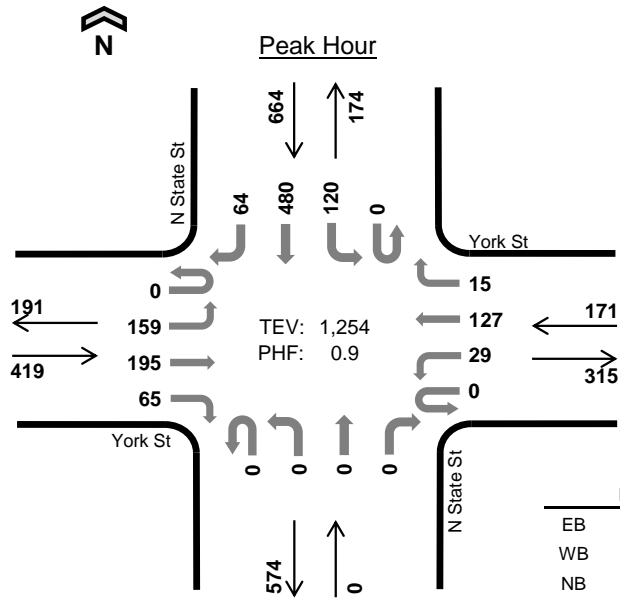 N
Peak Hour
664
174
N State St
64
480
120
0
York St
0
15
191
159
TEV: 1,254
127
171
419
195
PHF: 0.9
29
315
65
0
York St
0
0
0
0
N State St
574
0
EB
WB
NB